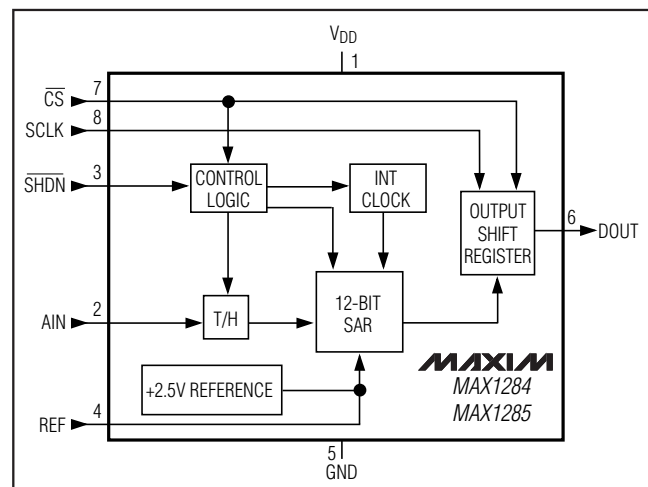 VDD
1
CS
7
SCLK
8
SHDN
3
CONTROL
LOGIC
INT
CLOCK
OUTPUT
SHIFT
REGISTER
6
DOUT
AIN
2
T/H
12-BIT
SAR
+2.5V REFERENCE
MAXIM
MAX1284
MAX1285
REF
4
5
GND